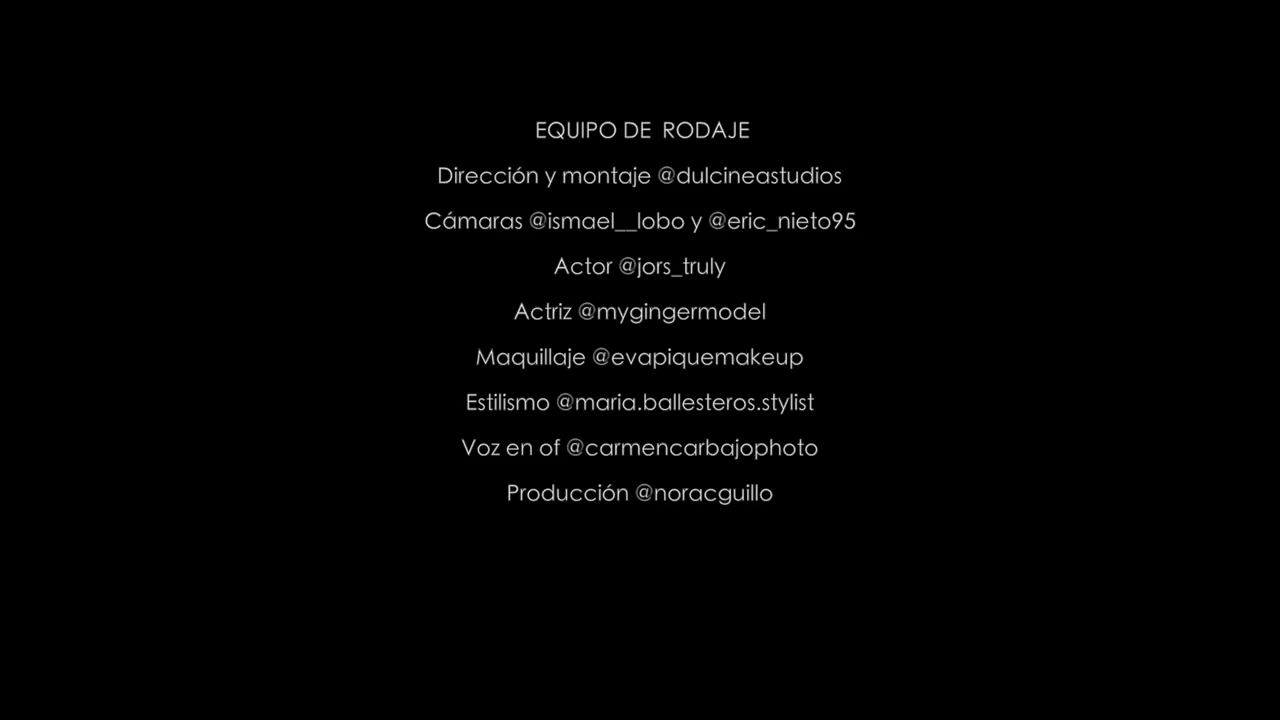 EQUIPO DE RODAJE
Dirección y montaje @dulcineastudios
Cámaras @ismael__lobo y @eric_nieto95
Actor @jors_truly
Actriz @mygingermodel
Maquillaje @evapiquemakeup
Estilismo @maria.ballesteros.stylist
Voz en of @carmencarbajophoto
Producción @noracguillo